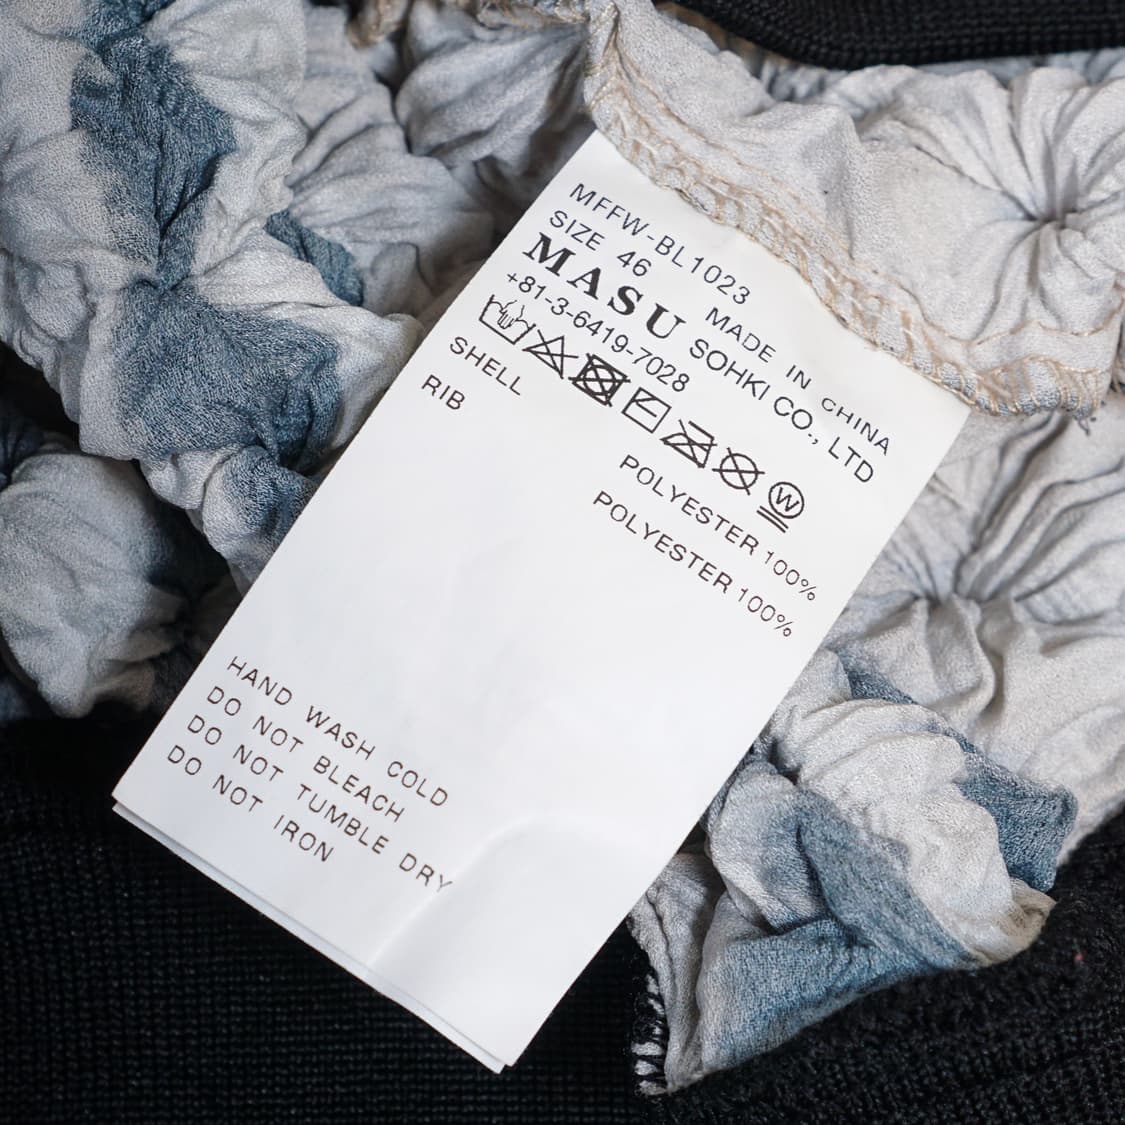 MFFW-BL1023
SIZE 46 MADE IN CHINA
MASU SOHKI CO., LTD
+81-3-6419-7028
W
SHELL POLYESTER 100%
RIB POLYESTER 100%
HAND WASH COLD
DO NOT BLEACH
DO NOT TUMBLE DRY
DO NOT IRON